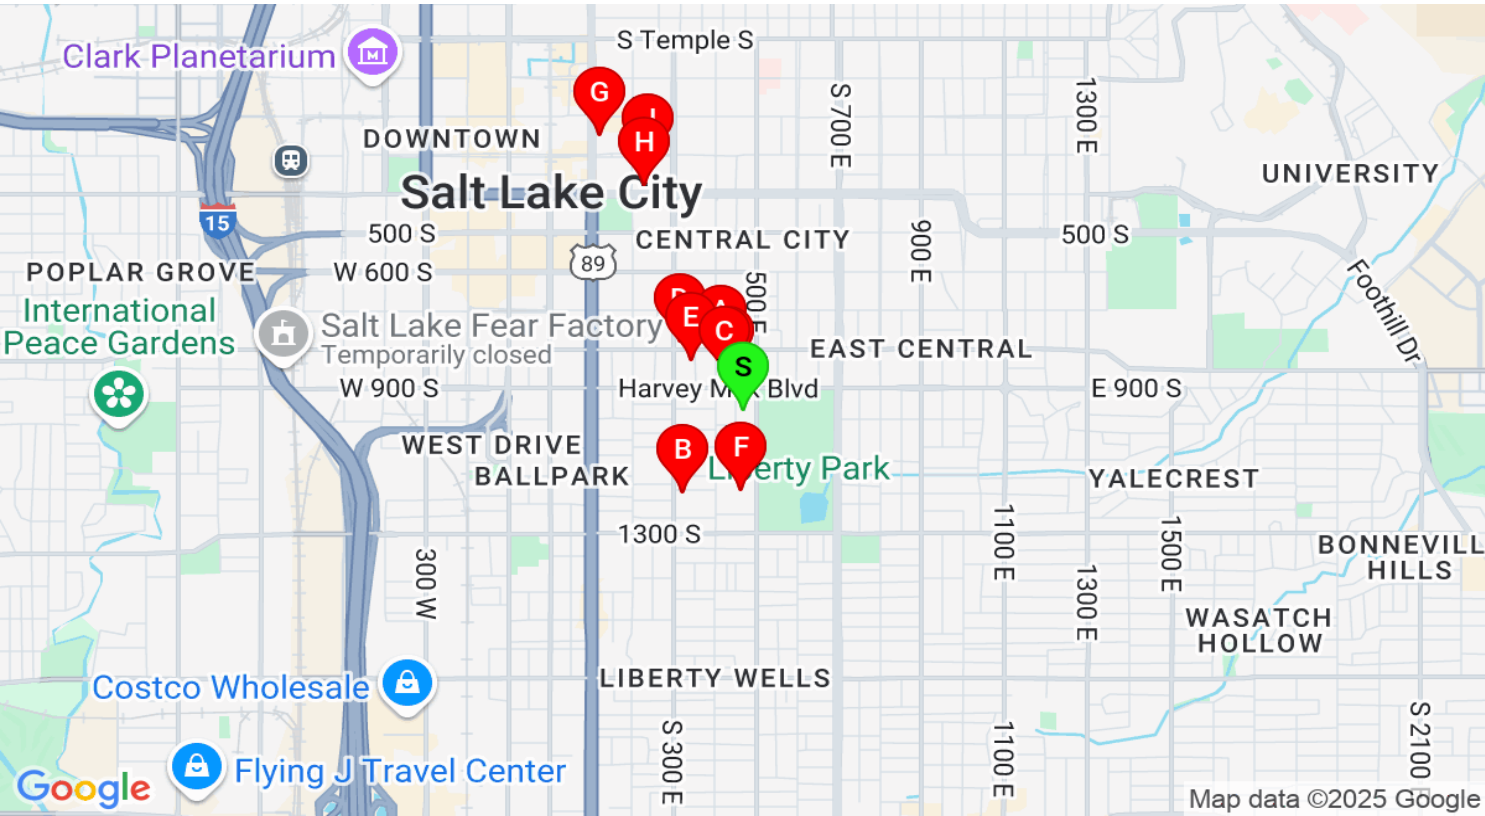 S Temple S
Clark Planetarium
G
J
H
DOWNTOWN
S 700 E
1300 E
UNIVERSITY
Salt Lake City
15
500 S
CENTRAL CITY
900 E
500 S
POPLAR GROVE
W 600 S
89
500 E
Foothill Dr
International
Peace Gardens
Salt Lake Fear Factory
Temporarily closed
E
A
C
S
EAST CENTRAL
W 900 S
Harvey Milk Blvd
E 900 S
WEST DRIVE
BALLPARK
B
F
Liberty Park
YALECREST
1300 S
300 W
1100 E
1500 E
1300 E
BONNEVILL
HILLS
WASATCH
HOLLOW
Costco Wholesale
LIBERTY WELLS
S 300 E
1100 E
S 2100 E
Flying J Travel Center
Google
Map data ©2025 Google